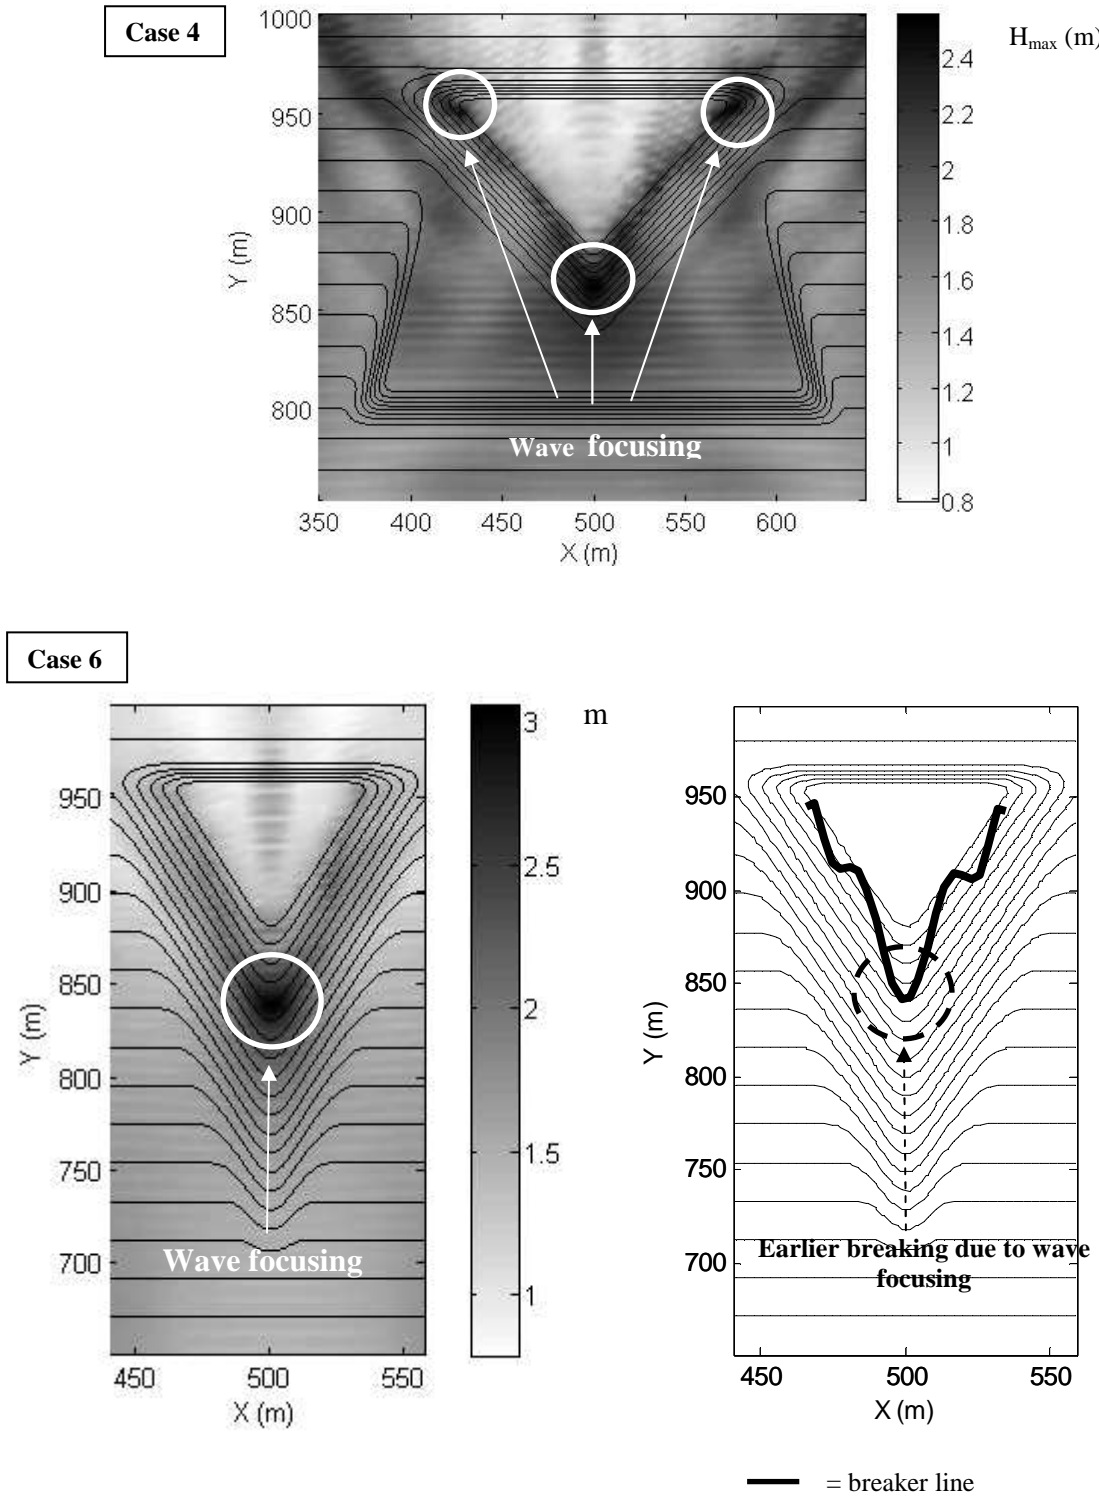 Case 4
1000
950
900
850
800
Y (m)
350 400 450 500 550 600
X (m)
2.4
2.2
2
1.8
1.6
1.4
1.2
1
0.8
Hmax (m)
Wave focusing
Case 6
950
900
850
800
750
700
Y (m)
450 500 550
X (m)
3
2.5
2
1.5
1
m
Wave focusing
950
900
850
800
750
700
Y (m)
450 500 550
X (m)
Earlier breaking due to wave
focusing
= breaker line